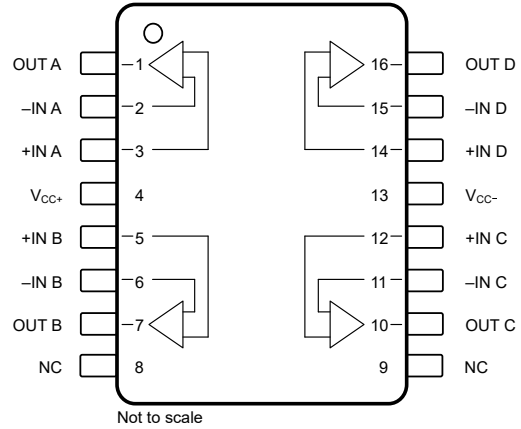 OUT A 1 16 OUT D
–IN A 2 15 –IN D
+IN A 3 14 +IN D
VCC+ 4 13 VCC–
+IN B 5 12 +IN C
–IN B 6 11 –IN C
OUT B 7 10 OUT C
NC 8 9 NC
Not to scale